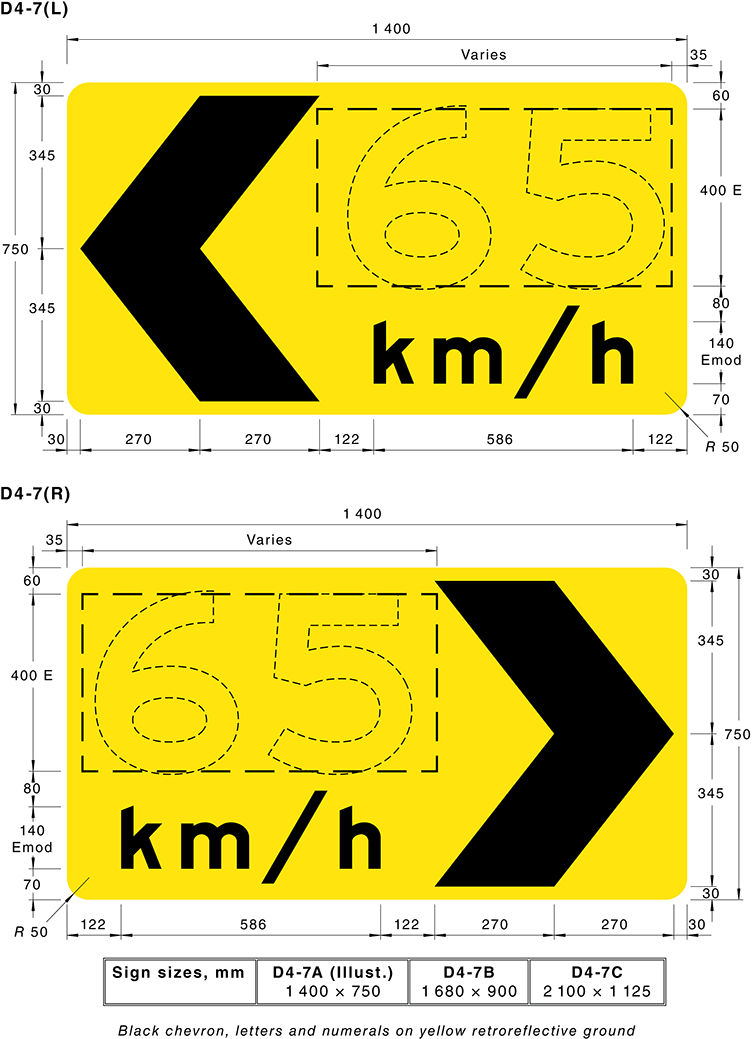 D4-7(L)
1 400
Varies
35
30
60
65
345
400 E
750
80
345
km/h
140
Emod
30
70
30
270
270
122
586
122
R 50
D4-7(R)
1 400
35
Varies
60
30
65
345
400 E
750
80
345
km/h
140
Emod
70
30
R 50
122
586
122
270
270
30
Sign sizes, mm
D4-7A (Illust.)
1 400 × 750
D4-7B
1 680 × 900
D4-7C
2 100 × 1 125
Black chevron, letters and numerals on yellow retroreflective ground